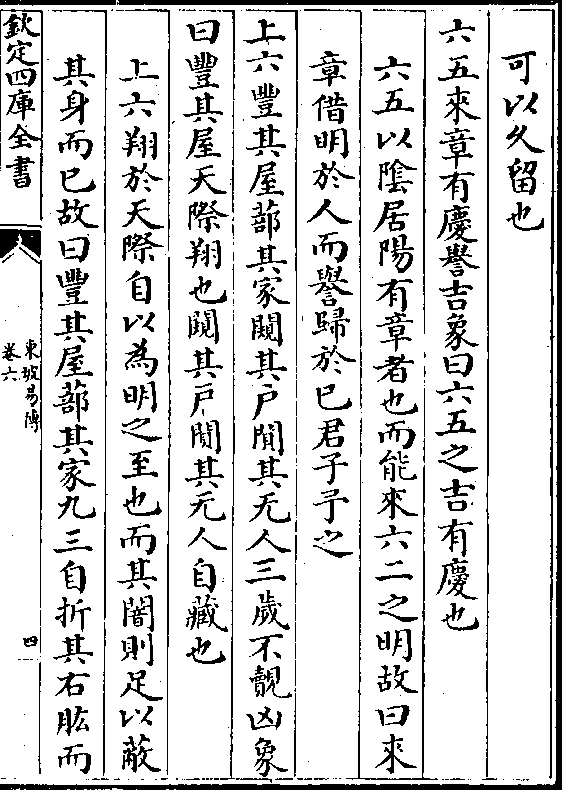 可以久留也
六五來章有慶譽吉象曰六五之吉有慶也
六五以隂居陽有章者也而能來六二之明故曰來
章借明於人而譽歸於已君子予之
上六豐其屋蔀其家闚其戶闃其无人三歲不覿凶象
曰豐其屋天際翔也闚其戶闃其无人自藏也
上六翔於天際自以為明之至也而其闇則足以蔽
其身而已故曰豐其屋蔀其家九三自折其右肱而
欽定四庫全書
東坡易傳
卷六
四